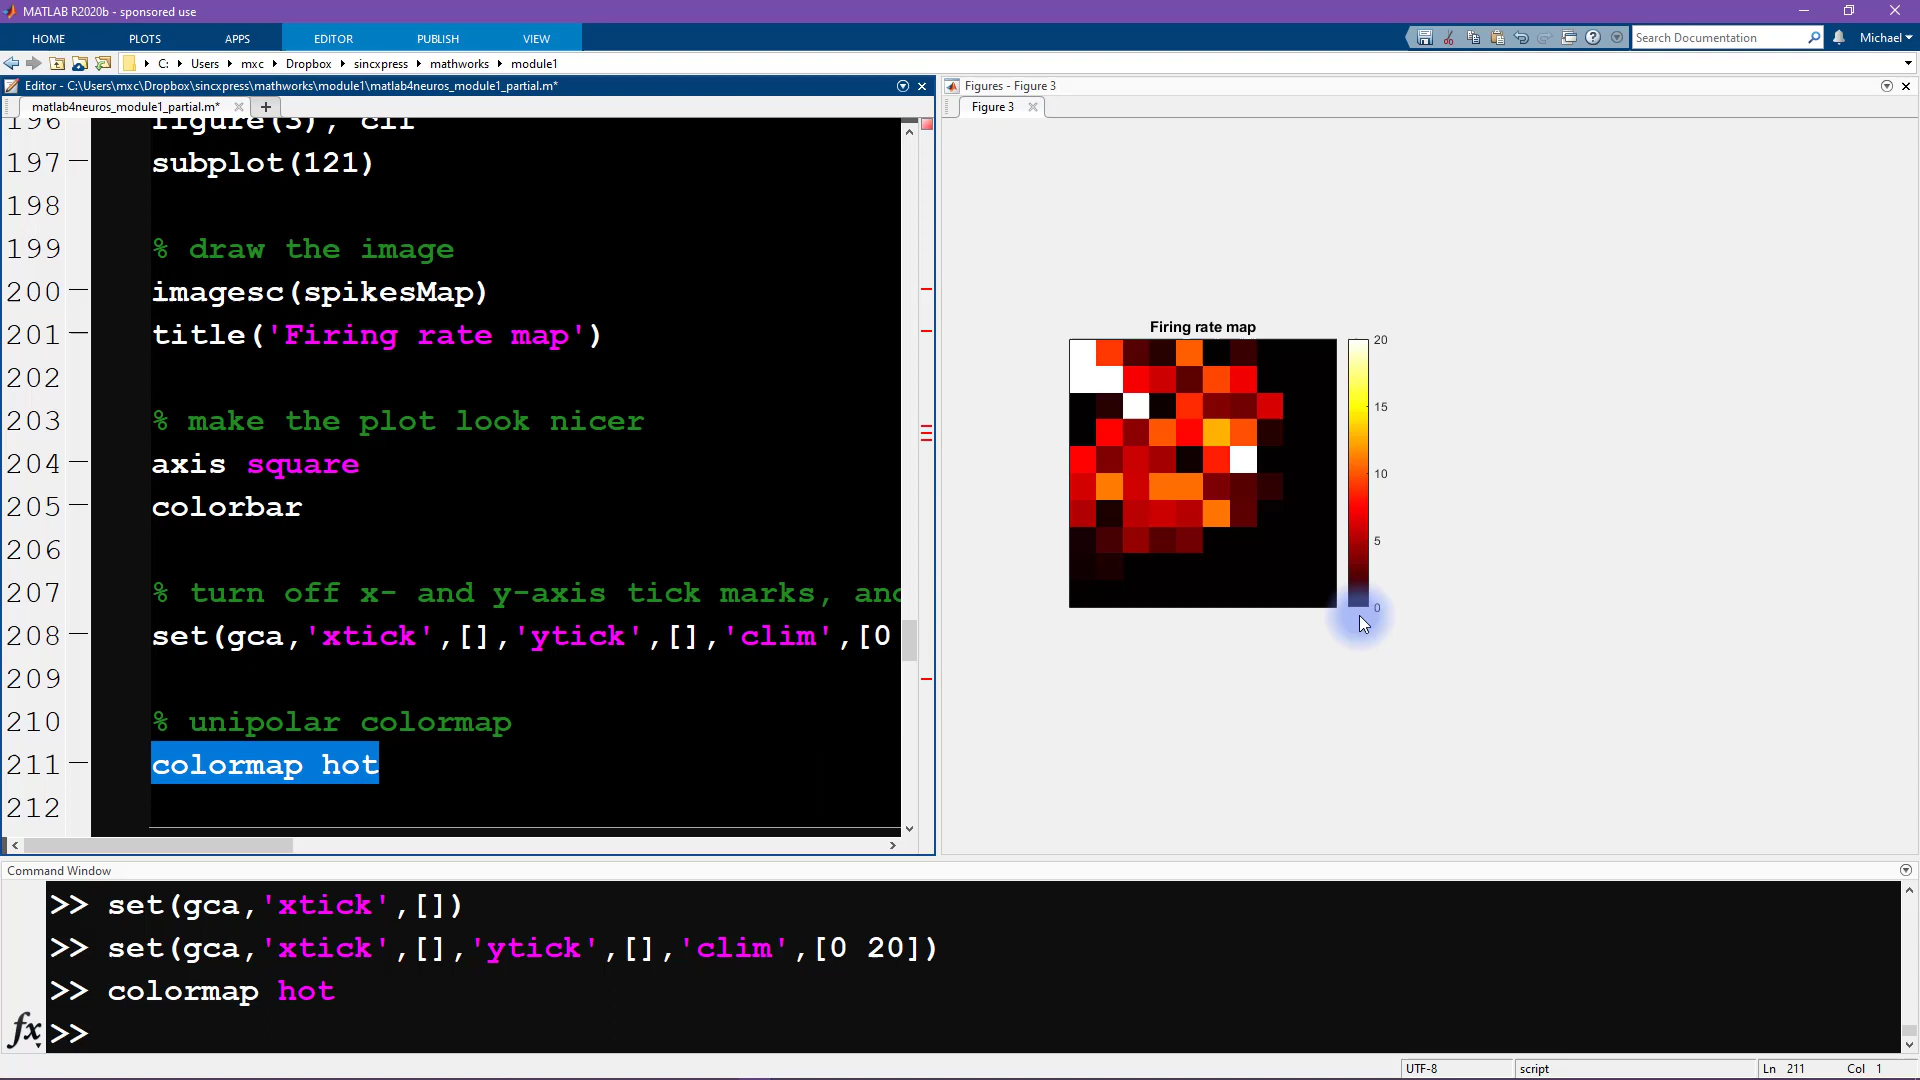 MATLAB R2020b - sponsored use
HOME PLOTS APPS EDITOR PUBLISH VIEW Search Documentation Michael
C: Users mxc Dropbox sincxpress mathworks module1
Editor - C:\Users\mxc\Dropbox\sincxpress\mathworks\module1\matlab4neuros_module1_partial.m*
matlab4neuros_module1_partial.m*
196 figure(3), clf
197 subplot(121)
198
199 % draw the image
200 imagesc(spikesMap)
201 title('Firing rate map')
202
203 % make the plot look nicer
204 axis square
205 colorbar
206
207 % turn off x- and y-axis tick marks, and
208 set(gca,'xtick',[],'ytick',[],'clim',[0
209
210 % unipolar colormap
211 colormap hot
212
Figures - Figure 3
Figure 3
Firing rate map
20
15
10
5
0
Command Window
>> set(gca,'xtick',[])
>> set(gca,'xtick',[],'ytick',[],'clim',[0 20])
>> colormap hot
fx >>
UTF-8 script Ln 211 Col 1